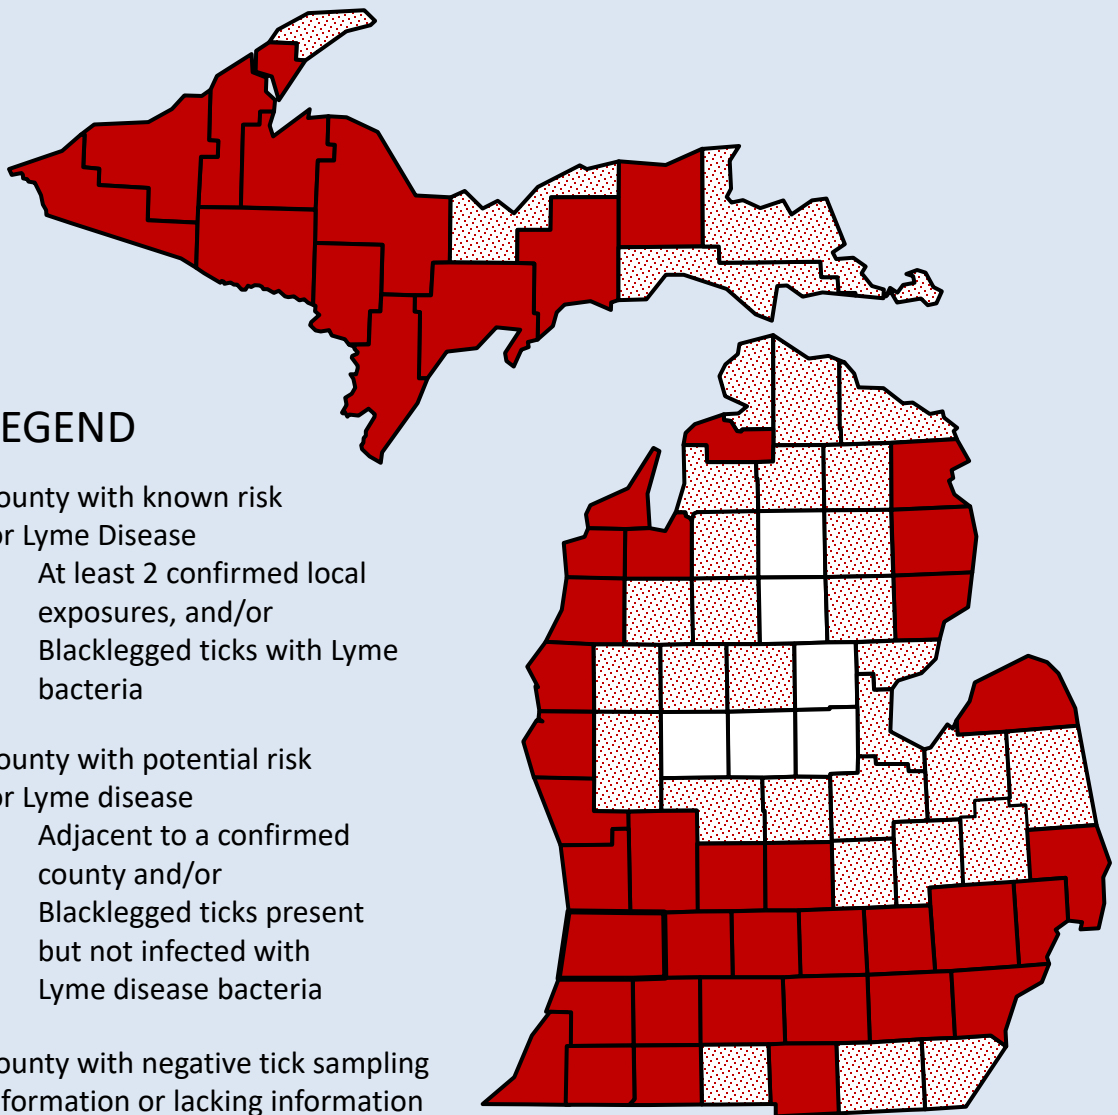 EGEND
ounty with known risk
or Lyme Disease
At least 2 confirmed local
exposures, and/or
Blacklegged ticks with Lyme
bacteria
ounty with potential risk
or Lyme disease
Adjacent to a confirmed
county and/or
Blacklegged ticks present
but not infected with
Lyme disease bacteria
ounty with negative tick sampling
formation or lacking information